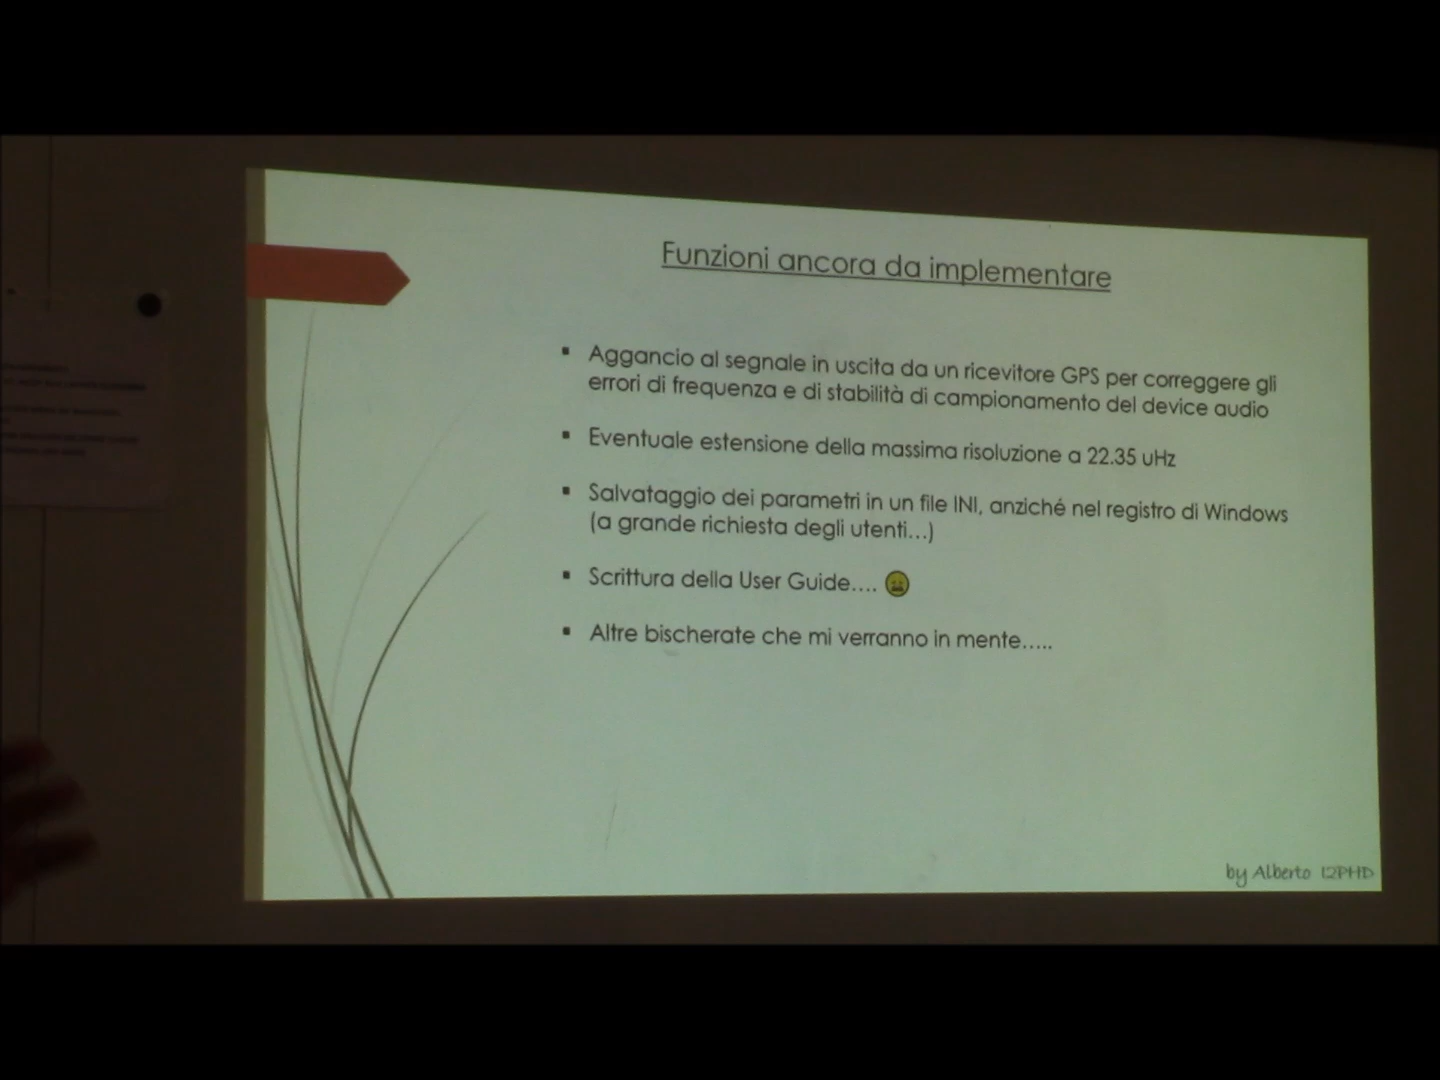 Funzioni ancora da implementare
▪ Aggancio al segnale in uscita da un ricevitore GPS per correggere gli
errori di frequenza e di stabilità di campionamento del device audio
▪ Eventuale estensione della massima risoluzione a 22.35 uHz
▪ Salvataggio dei parametri in un file INI, anziché nel registro di Windows
(a grande richiesta degli utenti...)
▪ Scrittura della User Guide....
▪ Altre bischerate che mi verranno in mente.....
by Alberto I2PHD